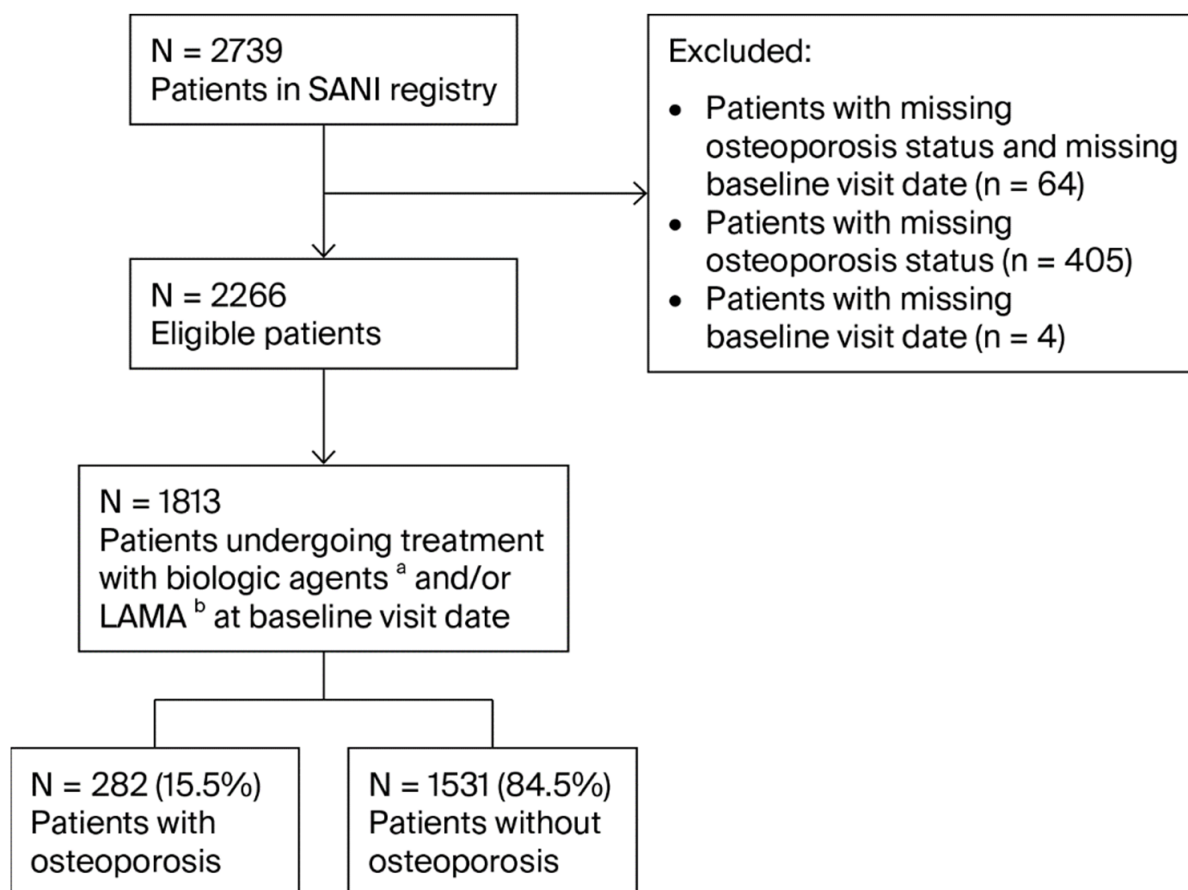 N = 2739
Patients in SANI registry
Excluded:
• Patients with missing
osteoporosis status and missing
baseline visit date (n = 64)
• Patients with missing
osteoporosis status (n = 405)
• Patients with missing
baseline visit date (n = 4)
N = 2266
Eligible patients
N = 1813
Patients undergoing treatment
with biologic agents a and/or
LAMA b at baseline visit date
N = 282 (15.5%)
Patients with
osteoporosis
N = 1531 (84.5%)
Patients without
osteoporosis